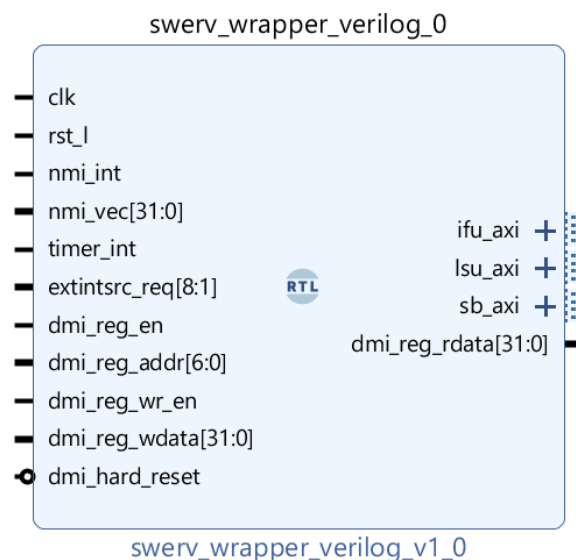 swerv_wrapper_verilog_0
clk
rst_l
nmi_int
nmi_vec[31:0]
timer_int
extintsrc_req[8:1]
dmi_reg_en
dmi_reg_addr[6:0]
dmi_reg_wr_en
dmi_reg_wdata[31:0]
dmi_hard_reset
RTL
ifu_axi
lsu_axi
sb_axi
dmi_reg_rdata[31:0]
swerv_wrapper_verilog_v1_0